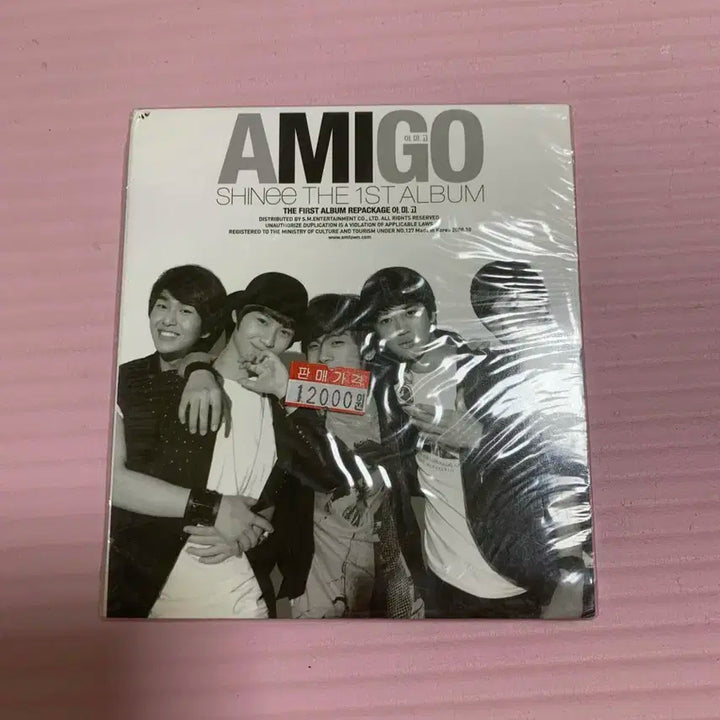 AMIGO
아.미.고
SHINee THE 1ST ALBUM
THE FIRST ALBUM REPACKAGE 아.미.고
DISTRIBUTED BY S.M.ENTERTAINMENT CO., LTD. ALL RIGHTS RESERVED
UNAUTHORIZE DUPLICATION IS A VIOLATION OF APPLICABLE LAWS
REGISTERED TO THE MINISTRY OF CULTURE AND TOURISM UNDER NO.127 Made in Korea 2008.10
www.smtown.com
판매가격
12000원